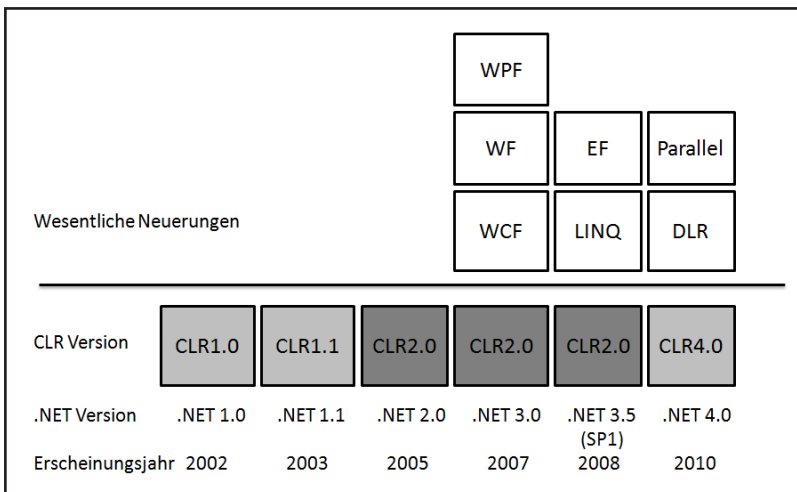 WPF
WF EF Parallel
Wesentliche Neuerungen WCF LINQ DLR
CLR Version CLR1.0 CLR1.1 CLR2.0 CLR2.0 CLR2.0 CLR4.0
.NET Version .NET 1.0 .NET 1.1 .NET 2.0 .NET 3.0 .NET 3.5 .NET 4.0
(SP1)
Erscheinungsjahr 2002 2003 2005 2007 2008 2010